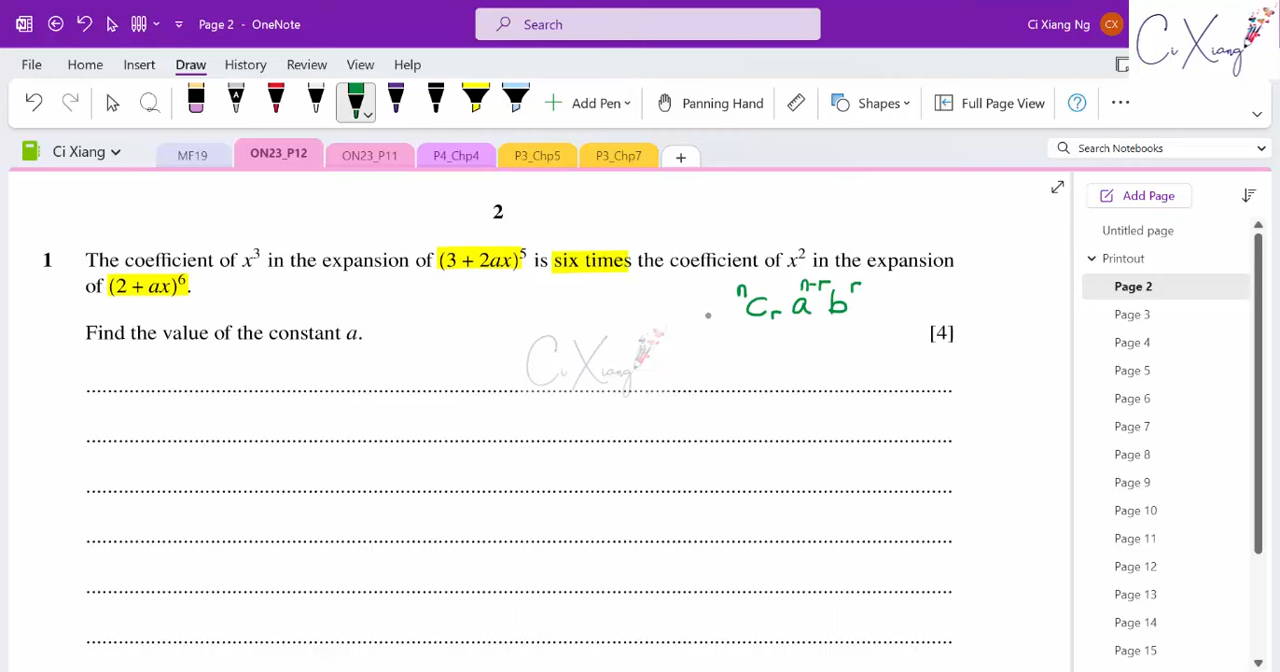 Page 2 - OneNote
Search
Ci Xiang Ng
CX
Ci Xiang
File Home Insert Draw History Review View Help
Add Pen
Panning Hand
Shapes
Full Page View
Ci Xiang
MF19
ON23_P12
ON23_P11
P4_Chp4
P3_Chp5
P3_Chp7
Search Notebooks
2
1 The coefficient of x³ in the expansion of (3 + 2ax)⁵ is six times the coefficient of x² in the expansion
of (2 + ax)⁶.
ⁿCᵣ aⁿ⁻ʳ bʳ
Find the value of the constant a. [4]
Ci Xiang
Add Page
Untitled page
Printout
Page 2
Page 3
Page 4
Page 5
Page 6
Page 7
Page 8
Page 9
Page 10
Page 11
Page 12
Page 13
Page 14
Page 15